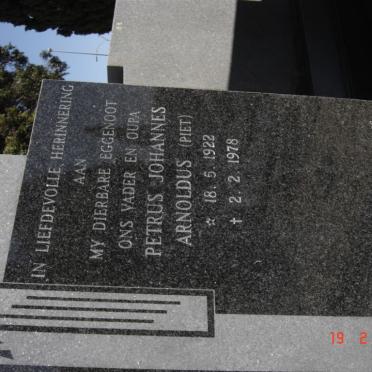 IN LIEFDEVOLLE HERINNERING
AAN
MY DIERBARE EGGENOOT
ONS VADER EN OUPA
PETRUS JOHANNES
ARNOLDUS (PIET)
☆ 18.5.1922
✝ 2.2.1978
19 2